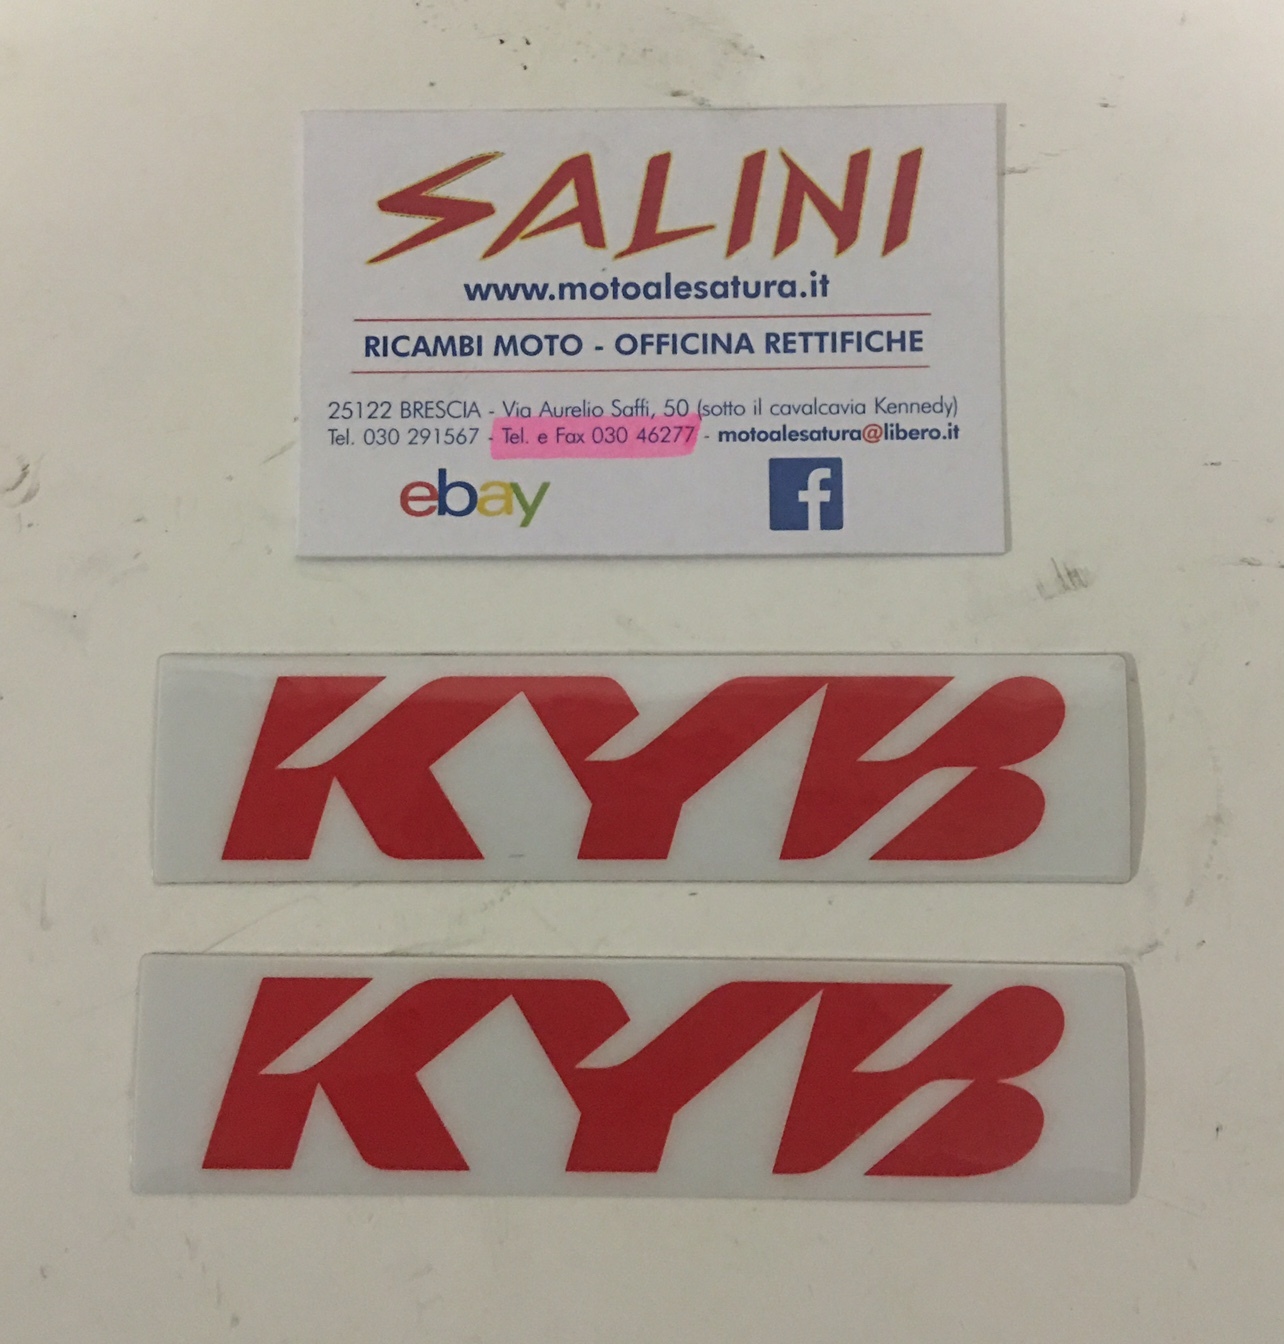 SALINI
www.motoalesatura.it
RICAMBI MOTO - OFFICINA RETTIFICHE
25122 BRESCIA - Via Aurelio Saffi, 50 (sotto il cavalcavia Kennedy)
Tel. 030 291567 - Tel. e Fax 030 46277 - motoalesatura@libero.it
ebay f
KYB
KYB